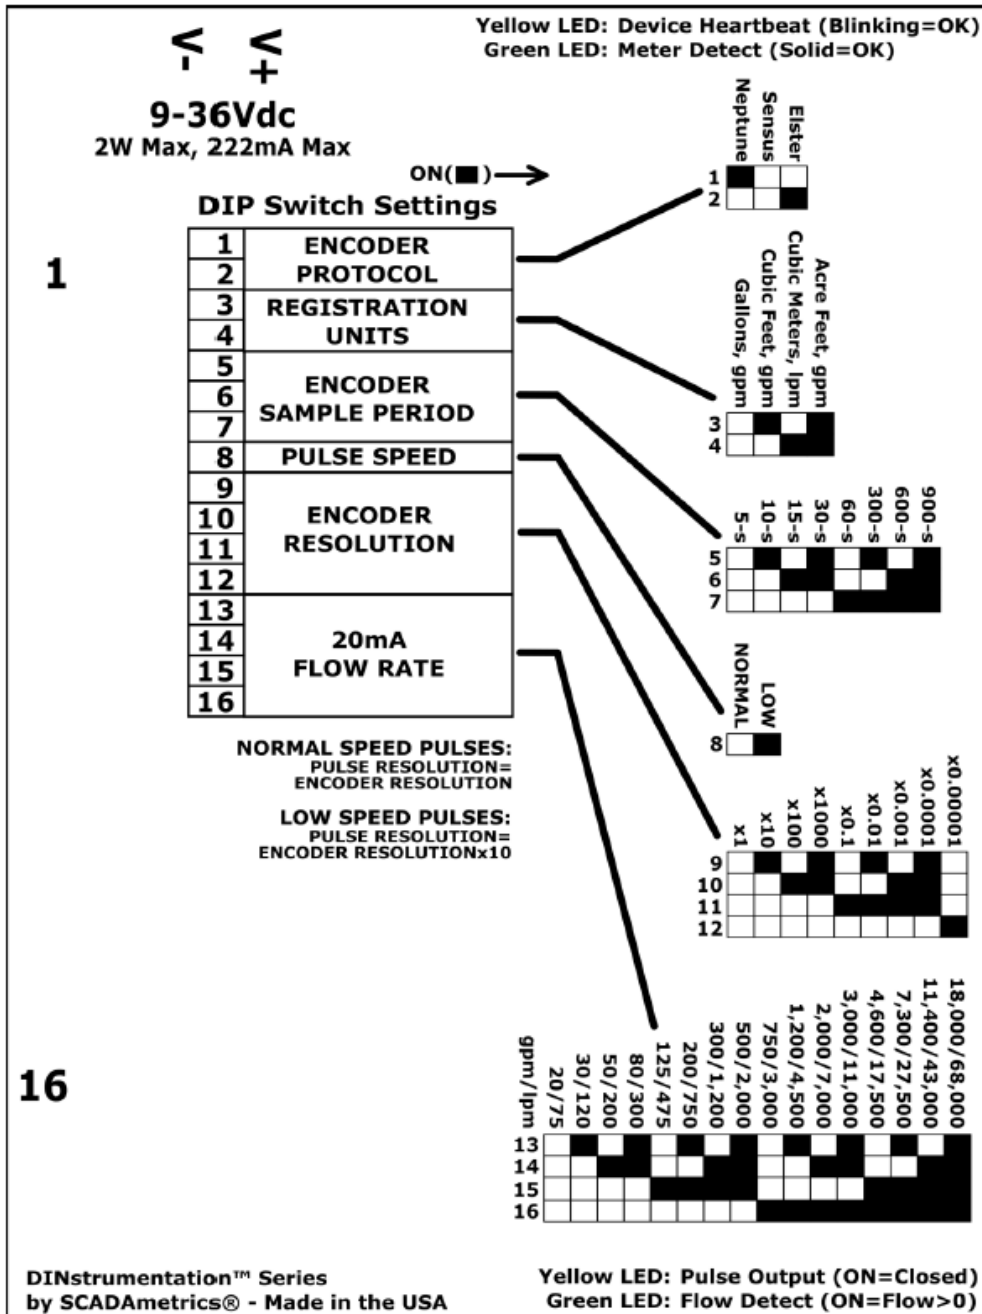 Yellow LED: Device Heartbeat (Blinking=OK)
Green LED: Meter Detect (Solid=OK)
< <
- +
9-36Vdc
2W Max, 222mA Max
ON(■)
DIP Switch Settings
1
16
1 ENCODER
2 PROTOCOL
3 REGISTRATION
4 UNITS
5
6 ENCODER
7 SAMPLE PERIOD
8 PULSE SPEED
9
10 ENCODER
11 RESOLUTION
12
13
14 20mA
15 FLOW RATE
16
NORMAL SPEED PULSES:
PULSE RESOLUTION=
ENCODER RESOLUTION
LOW SPEED PULSES:
PULSE RESOLUTION=
ENCODER RESOLUTIONx10
Neptune
Sensus
Elster
1
2
Gallons, gpm
Cubic Feet, gpm
Cubic Meters, lpm
Acre Feet, gpm
3
4
5-s
10-s
15-s
30-s
60-s
300-s
600-s
900-s
5
6
7
NORMAL
LOW
8
x1
x10
x100
x1000
x0.1
x0.01
x0.001
x0.0001
x0.00001
9
10
11
12
gpm/lpm
20/75
30/120
50/200
80/300
125/475
200/750
300/1,200
500/2,000
750/3,000
1,200/4,500
2,000/7,000
3,000/11,000
4,600/17,500
7,300/27,500
11,400/43,000
18,000/68,000
13
14
15
16
DINstrumentation™ Series
by SCADAmetrics® - Made in the USA
Yellow LED: Pulse Output (ON=Closed)
Green LED: Flow Detect (ON=Flow>0)